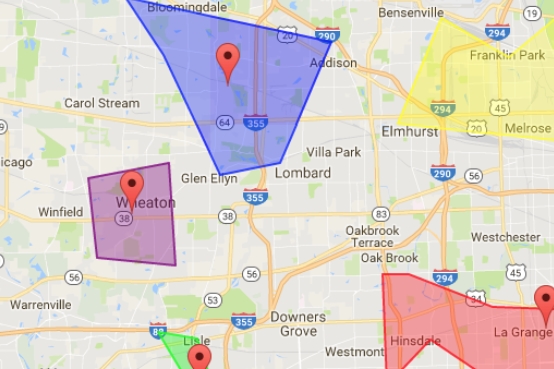 Bloomingdale
Bensenville
19
20
290
294
Franklin Park
Addison
Carol Stream
294
45
64
355
Elmhurst
20
Melrose
icago
Villa Park
Glen Ellyn
Lombard
290
56
355
Wheaton
Winfield
38
38
83
Oakbrook
Terrace
Westchester
Oak Brook
56
56
294
45
Warrenville
53
34
355
Downers
Grove
88
Lisle
Hinsdale
La Grange
Westmont